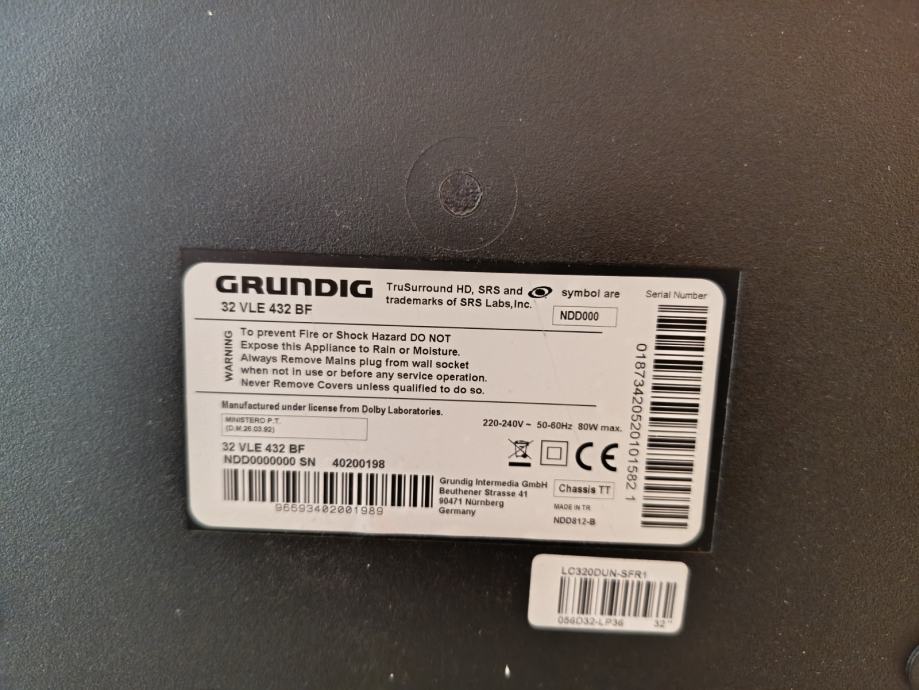 GRUNDIG
32 VLE 432 BF
TruSurround HD, SRS and symbol are
trademarks of SRS Labs,Inc.
NDD000
Serial Number
01873420520101582 1
WARNING
To prevent Fire or Shock Hazard DO NOT
Expose this Appliance to Rain or Moisture.
Always Remove Mains plug from wall socket
when not in use or before any service operation.
Never Remove Covers unless qualified to do so.
Manufactured under license from Dolby Laboratories.
MINISTERO P.T.
(D.M.26.03.92)
220-240V ~ 50-60Hz 80W max.
32 VLE 432 BF
NDD0000000 SN 40200198
96693402001989
CE
Grundig Intermedia GmbH
Beuthener Strasse 41
90471 Nürnberg
Germany
Chassis TT
MADE IN TR
NDD812-B
LC320DUN-SFR1
056D32-LP36 32"